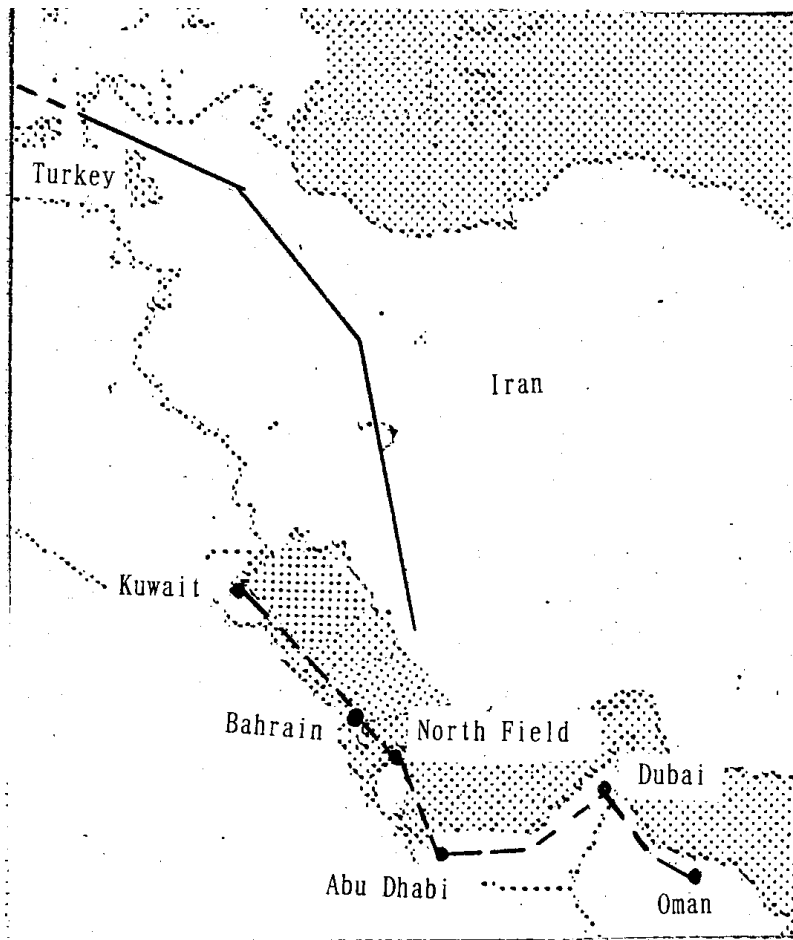 Turkey
Iran
Kuwait
Bahrain
North Field
Dubai
Abu Dhabi
Oman